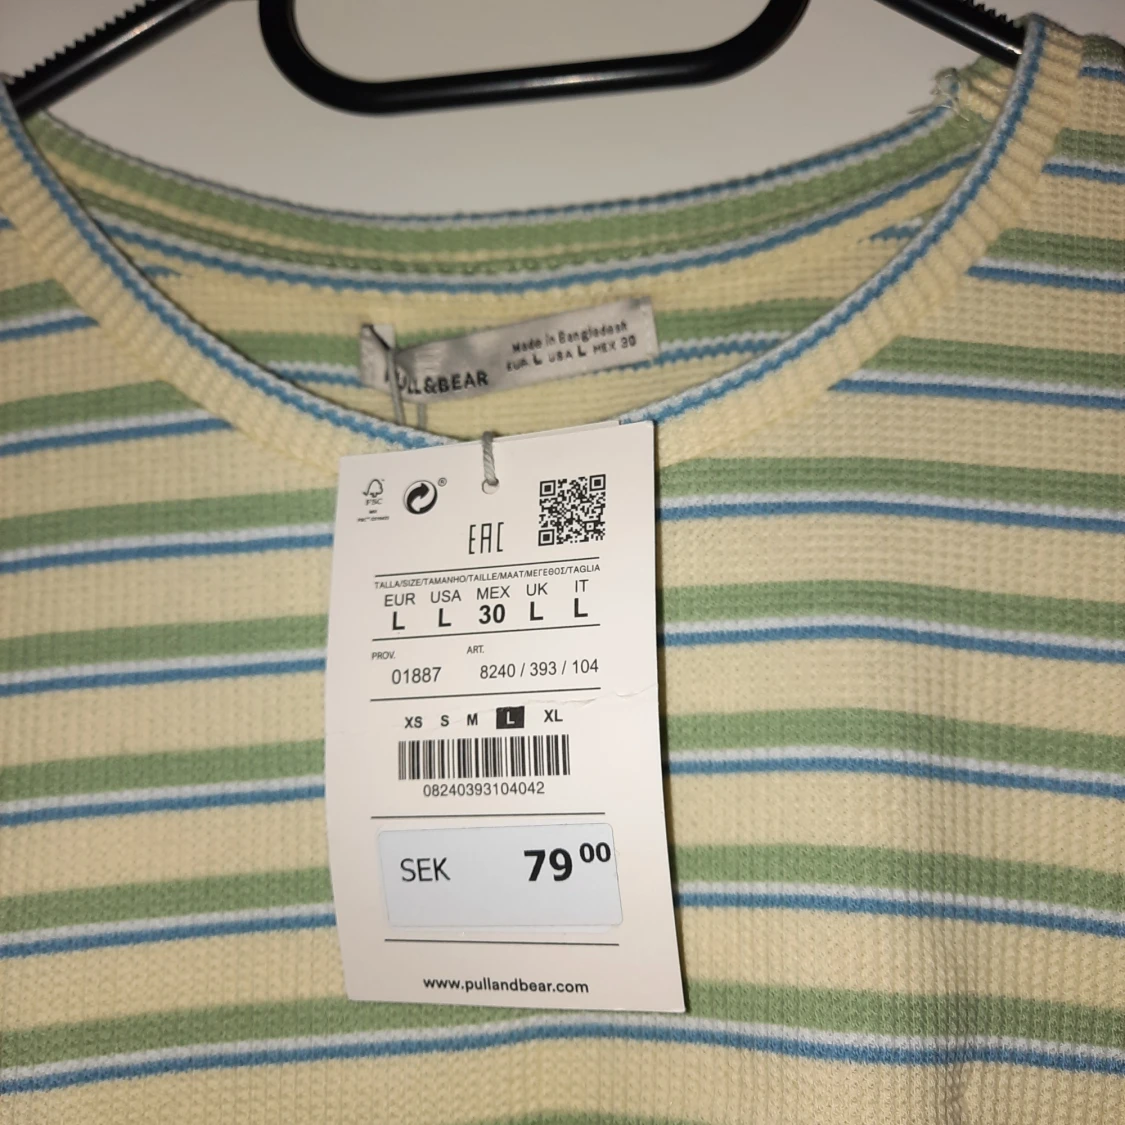 Made in Bangladesh
EUR L USA L MEX 30
PULL&BEAR
FSC
®
EAC
TALLA/SIZE/TAMANHO/TAILLE/MAAT/ΜΕΓΕΘΟΣ/TAGLIA
EUR USA MEX UK IT
L L 30 L L
PROV. ART.
01887 8240 / 393 / 104
XS S M L XL
08240393104042
SEK 79 00
www.pullandbear.com